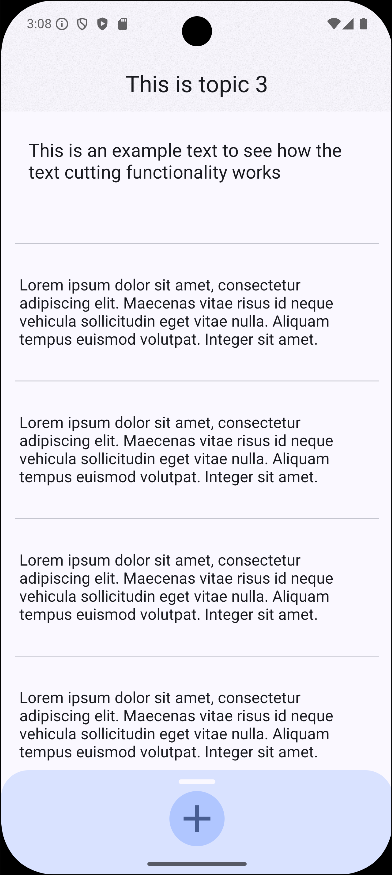 3:08
This is topic 3
This is an example text to see how the
text cutting functionality works
Lorem ipsum dolor sit amet, consectetur
adipiscing elit. Maecenas vitae risus id neque
vehicula sollicitudin eget vitae nulla. Aliquam
tempus euismod volutpat. Integer sit amet.
Lorem ipsum dolor sit amet, consectetur
adipiscing elit. Maecenas vitae risus id neque
vehicula sollicitudin eget vitae nulla. Aliquam
tempus euismod volutpat. Integer sit amet.
Lorem ipsum dolor sit amet, consectetur
adipiscing elit. Maecenas vitae risus id neque
vehicula sollicitudin eget vitae nulla. Aliquam
tempus euismod volutpat. Integer sit amet.
Lorem ipsum dolor sit amet, consectetur
adipiscing elit. Maecenas vitae risus id neque
vehicula sollicitudin eget vitae nulla. Aliquam
tempus euismod volutpat. Integer sit amet.